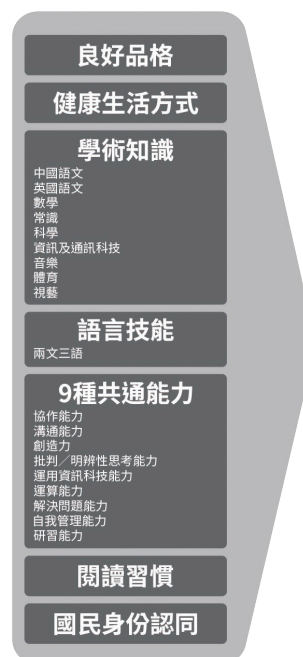 良好品格
健康生活方式
學術知識
中國語文
英國語文
數學
常識
科學
資訊及通訊科技
音樂
體育
視藝
語言技能
兩文三語
9種共通能力
協作能力
溝通能力
創造力
批判／明辨性思考能力
運用資訊科技能力
運算能力
解決問題能力
自我管理能力
研習能力
閱讀習慣
國民身份認同